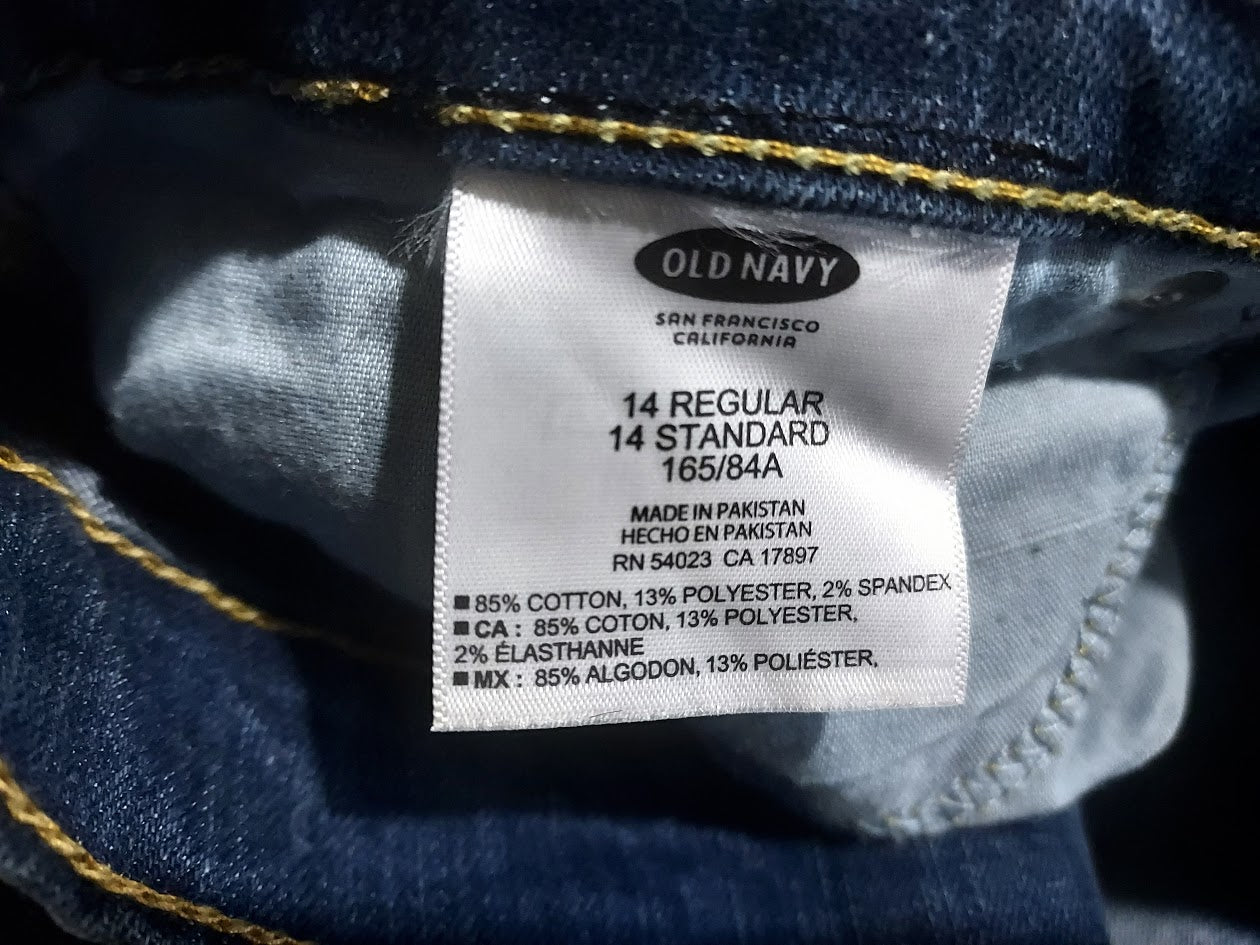 OLD NAVY
SAN FRANCISCO
CALIFORNIA
14 REGULAR
14 STANDARD
165/84A
MADE IN PAKISTAN
HECHO EN PAKISTAN
RN 54023 CA 17897
■ 85% COTTON, 13% POLYESTER, 2% SPANDEX
■ CA : 85% COTON, 13% POLYESTER,
2% ÉLASTHANNE
■ MX : 85% ALGODON, 13% POLIÉSTER,